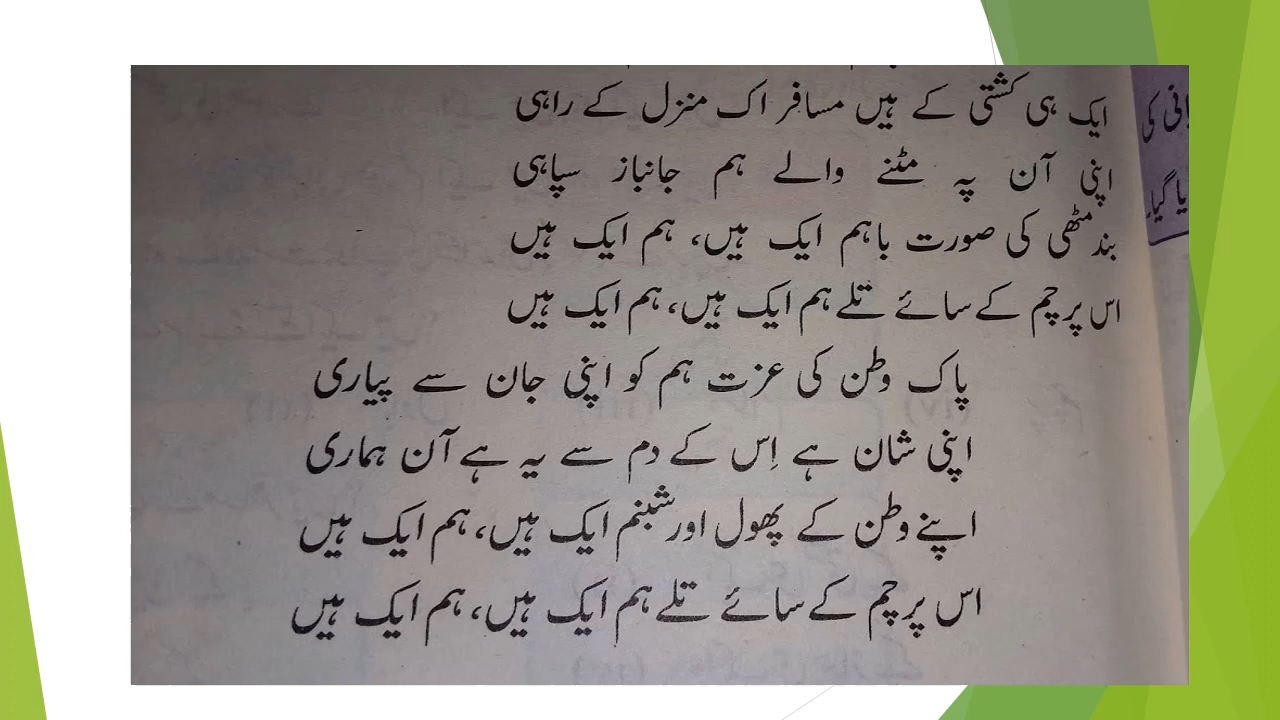 ایک ہی کشتی کے ہیں مسافر اک منزل کے راہی
اپنی آن پہ مٹنے والے ہم جانباز سپاہی
بند مٹھی کی صورت باہم ایک ہیں، ہم ایک ہیں
اس پرچم کے سائے تلے ہم ایک ہیں، ہم ایک ہیں
پاک وطن کی عزت ہم کو اپنی جان سے پیاری
اپنی شان ہے اِس کے دم سے یہ ہے آن ہماری
اپنے وطن کے پھول اور شبنم ایک ہیں، ہم ایک ہیں
اس پرچم کے سائے تلے ہم ایک ہیں، ہم ایک ہیں